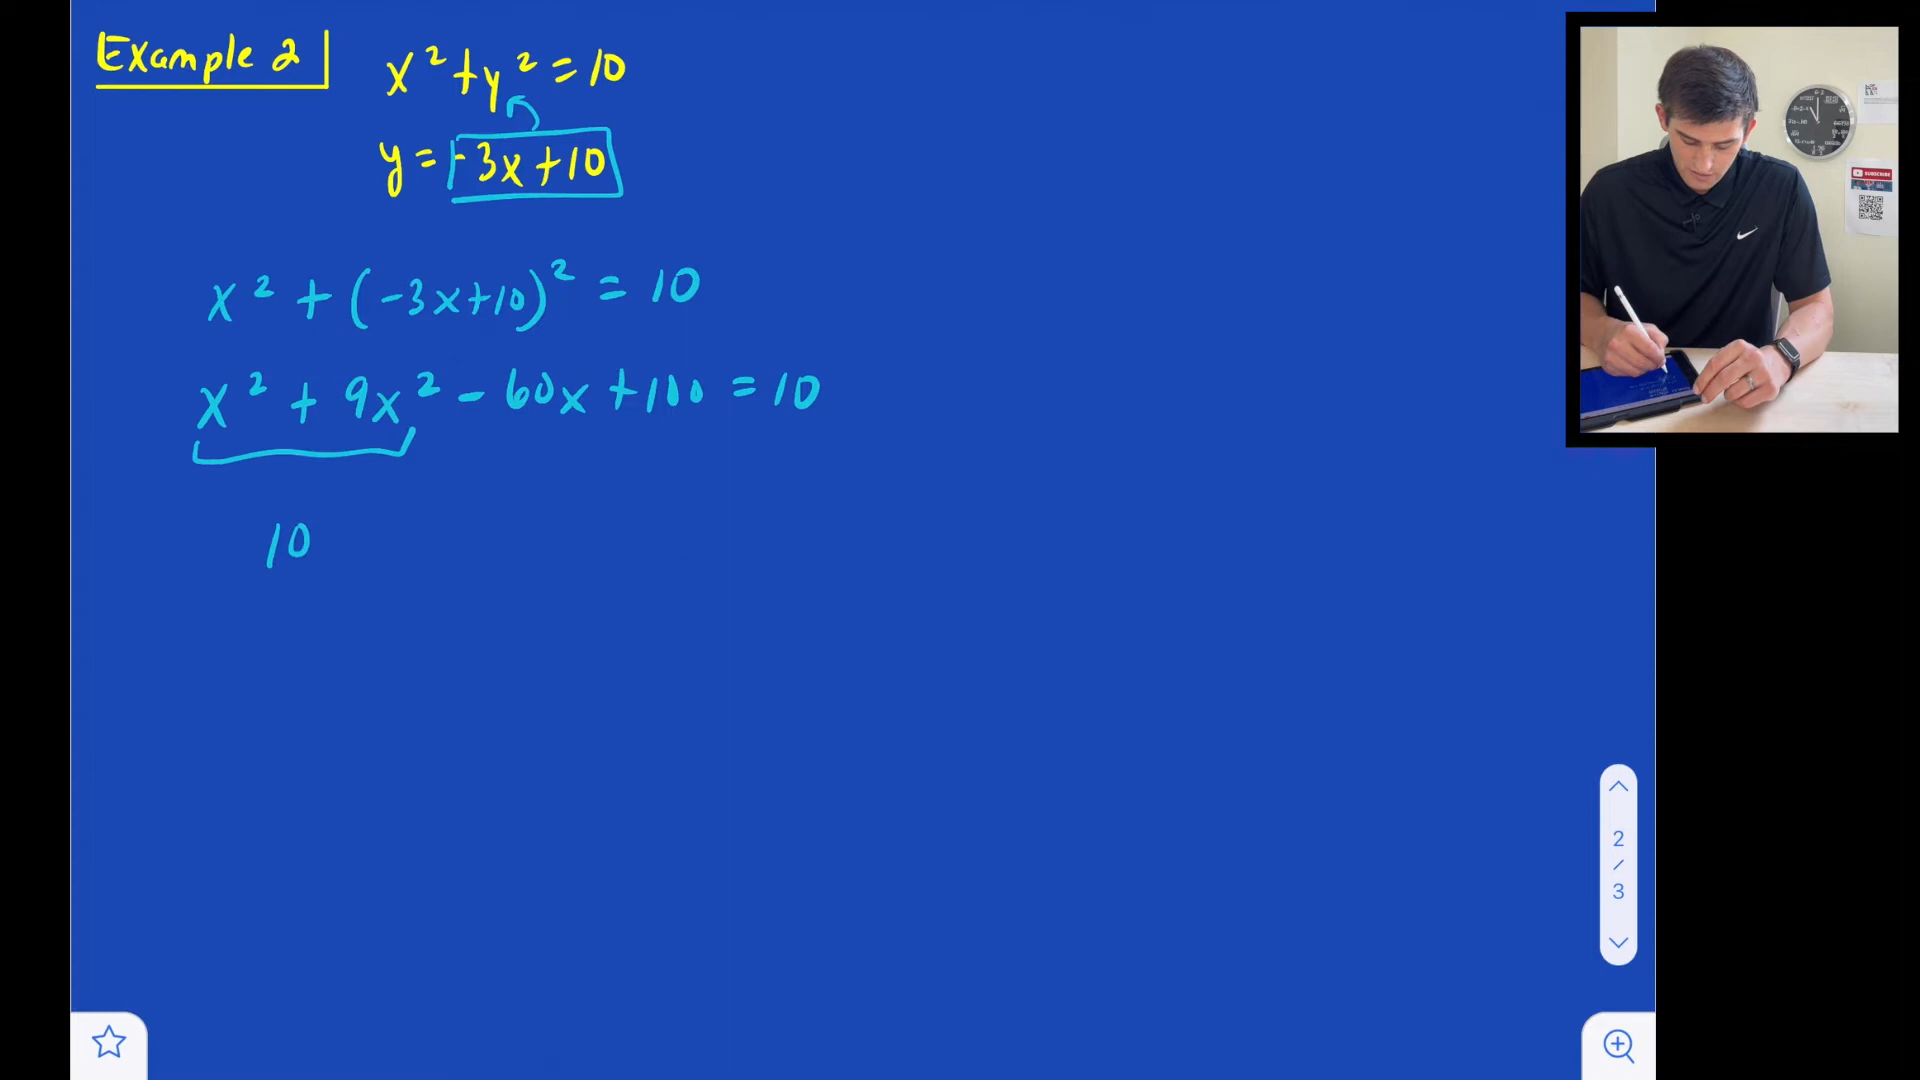 Example 2
x² + y² = 10
y = -3x + 10
x² + (-3x+10)² = 10
x² + 9x² - 60x + 100 = 10
10
SUBSCRIBE
2
/
3